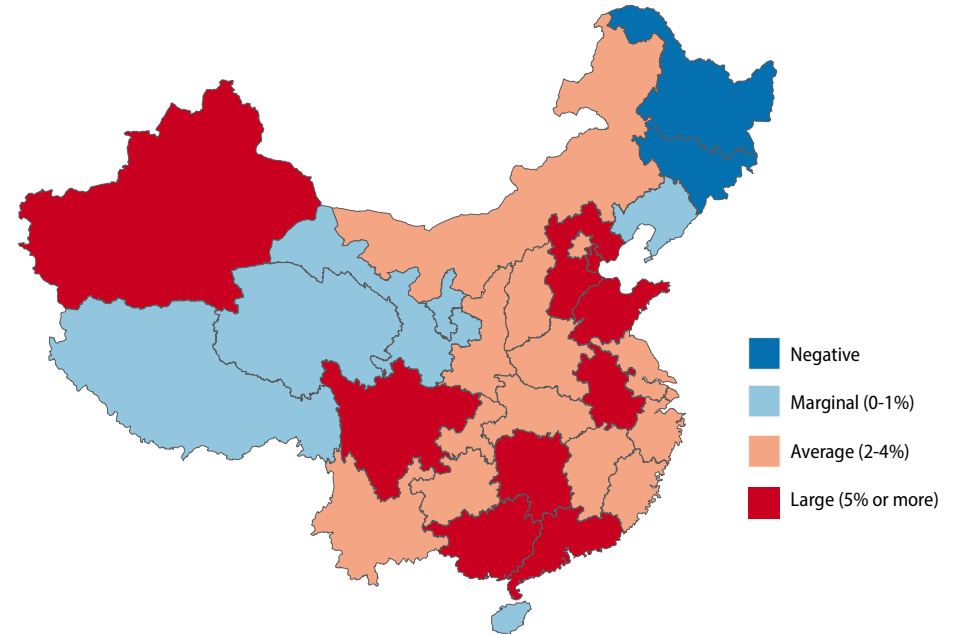 Negative
Marginal (0-1%)
Average (2-4%)
Large (5% or more)